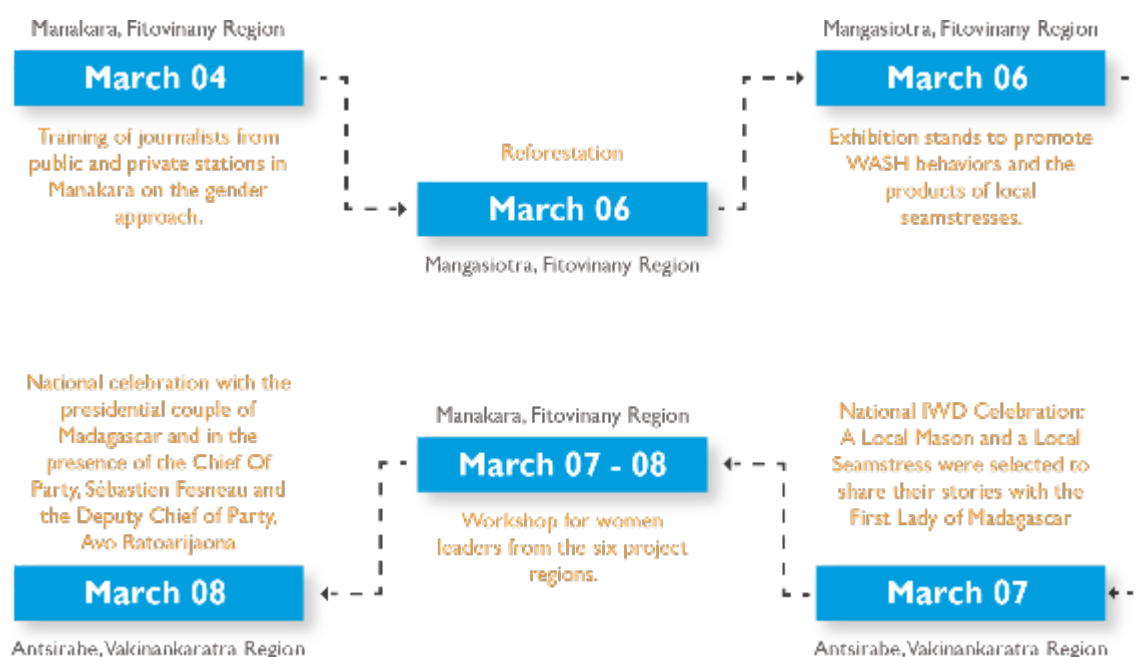 Manakara, Fitovinany Region
March 04
Training of journalists from
public and private stations in
Manakara on the gender
approach.
Reforestation
March 06
Mangasiotra, Fitovinany Region
Mangasiotra, Fitovinany Region
March 06
Exhibition stands to promote
WASH behaviors and the
products of local
seamstresses.
National IWD Celebration:
A Local Mason and a Local
Seamstress were selected to
share their stories with the
First Lady of Madagascar
March 07
Antsirabe, Vakinankaratra Region
Manakara, Fitovinany Region
March 07 - 08
Workshop for women
leaders from the six project
regions.
National celebration with the
presidential couple of
Madagascar and in the
presence of the Chief Of
Party, Sébastien Fesneau and
the Deputy Chief of Party,
Avo Ratoarijaona
March 08
Antsirabe, Vakinankaratra Region